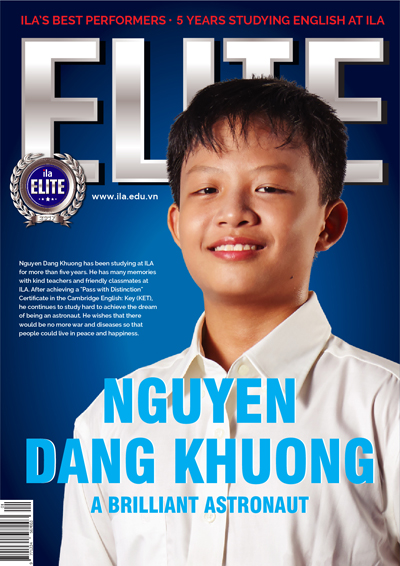 ILA'S BEST PERFORMERS • 5 YEARS STUDYING ENGLISH AT ILA
ELITE
ila
ELITE
2012
www.ila.edu.vn
Nguyen Dang Khuong has been studying at ILA
for more than five years. He has many memories
with kind teachers and friendly classmates at
ILA. After achieving a "Pass with Distinction"
Certificate in the Cambridge English: Key (KET),
he continues to study hard to achieve the dream
of being an astronaut. He wishes that there
would be no more war and diseases so that
people could live in peace and happiness.
NGUYEN
DANG KHUONG
A BRILLIANT ASTRONAUT